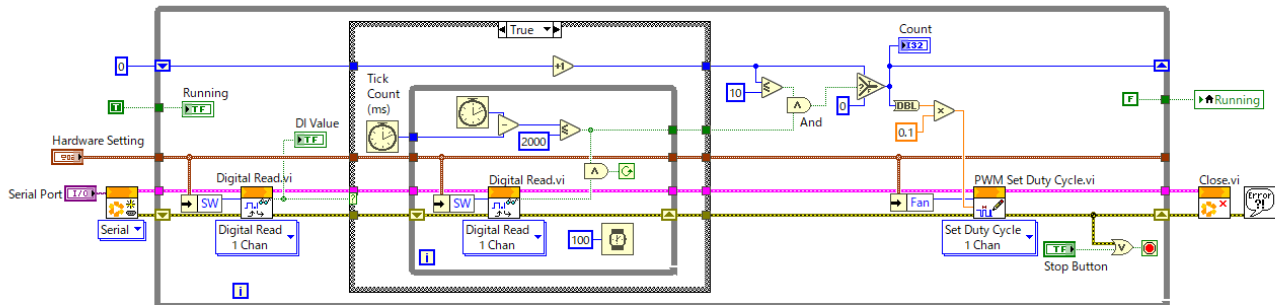 True
Count
I32
0
+1
Tick
Count
(ms)
10
0
And
DBL
0.1
T
Running
TF
DI Value
TF
2000
F
Running
Hardware Setting
Serial Port
I/O
Serial
Digital Read.vi
SW
Digital Read
1 Chan
Digital Read.vi
SW
Digital Read
1 Chan
100
i
i
PWM Set Duty Cycle.vi
Fan
Set Duty Cycle
1 Chan
TF
Stop Button
Close.vi
Error
?!